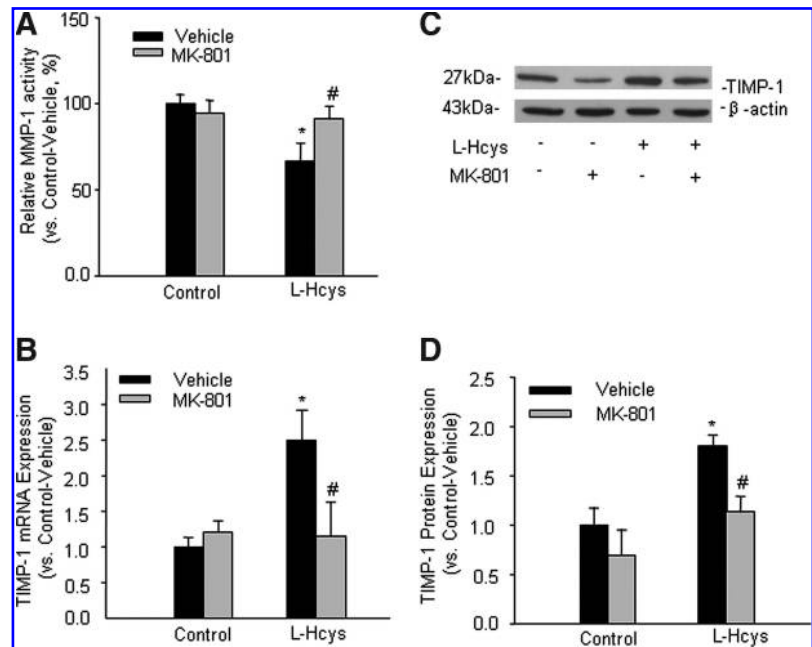 A
Relative MMP-1 activity
(vs. Control-Vehicle, %)
150
100
50
0.0
Vehicle
MK-801
*
#
Control
L-Hcys
C
27kDa-
-TIMP-1
43kDa-
-β-actin
L-Hcys - - + +
MK-801 - + - +
B
TIMP-1 mRNA Expression
(vs. Control-Vehicle)
3.5
3.0
2.5
2.0
1.5
1.0
0.5
0.0
Vehicle
MK-801
*
#
Control
L-Hcys
D
TIMP-1 Protein Expression
(vs. Control-Vehicle)
2.5
2.0
1.5
1.0
0.5
0.0
Vehicle
MK-801
*
#
Control
L-Hcys